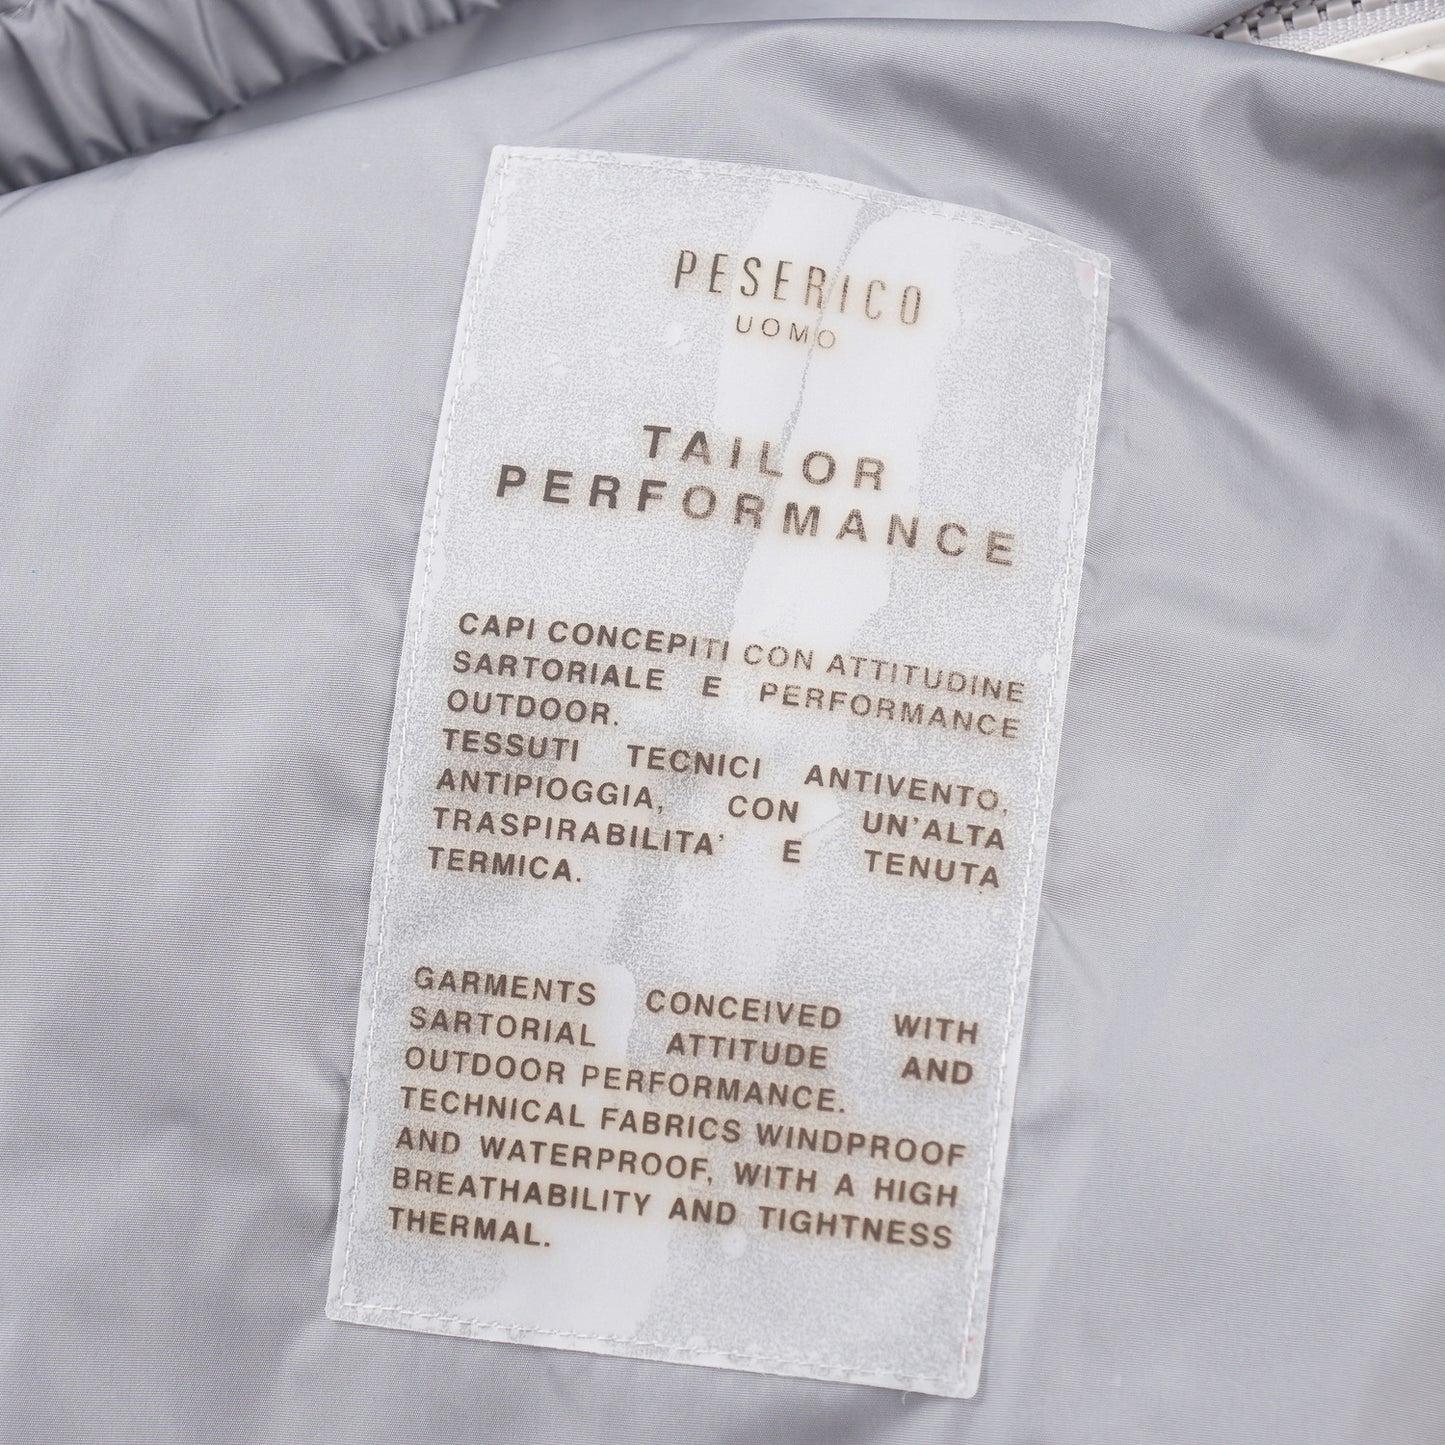 PESERICO
UOMO
TAILOR
PERFORMANCE
CAPI CONCEPITI CON ATTITUDINE
SARTORIALE E PERFORMANCE
OUTDOOR.
TESSUTI TECNICI ANTIVENTO,
ANTIPIOGGIA, CON UN'ALTA
TRASPIRABILITA' E TENUTA
TERMICA.
GARMENTS CONCEIVED WITH
SARTORIAL ATTITUDE AND
OUTDOOR PERFORMANCE.
TECHNICAL FABRICS WINDPROOF
AND WATERPROOF, WITH A HIGH
BREATHABILITY AND TIGHTNESS
THERMAL.